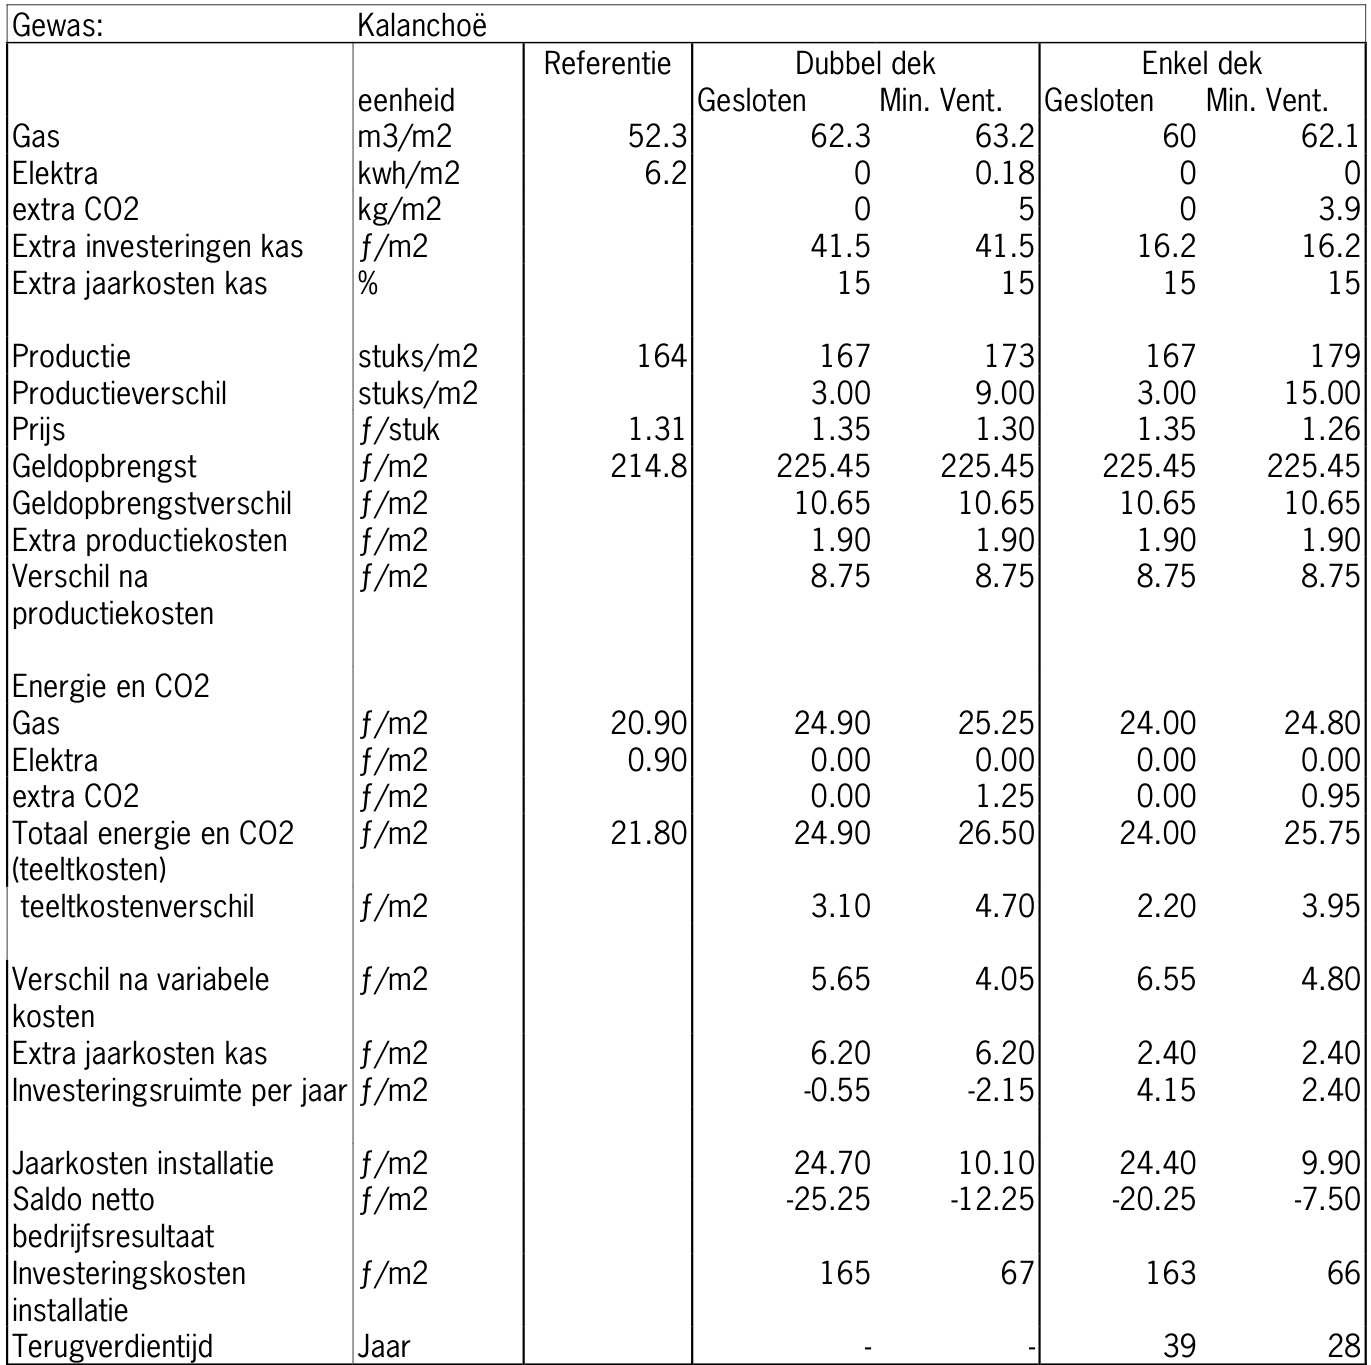 Gewas: Kalanchoë
Referentie Dubbel dek Enkel dek
eenheid Gesloten Min. Vent. Gesloten Min. Vent.
Gas m3/m2 52.3 62.3 63.2 60 62.1
Elektra kwh/m2 6.2 0 0.18 0 0
extra CO2 kg/m2 0 5 0 3.9
Extra investeringen kas ƒ/m2 41.5 41.5 16.2 16.2
Extra jaarkosten kas % 15 15 15 15
Productie stuks/m2 164 167 173 167 179
Productieverschil stuks/m2 3.00 9.00 3.00 15.00
Prijs ƒ/stuk 1.31 1.35 1.30 1.35 1.26
Geldopbrengst ƒ/m2 214.8 225.45 225.45 225.45 225.45
Geldopbrengstverschil ƒ/m2 10.65 10.65 10.65 10.65
Extra productiekosten ƒ/m2 1.90 1.90 1.90 1.90
Verschil na ƒ/m2 8.75 8.75 8.75 8.75
productiekosten
Energie en CO2
Gas ƒ/m2 20.90 24.90 25.25 24.00 24.80
Elektra ƒ/m2 0.90 0.00 0.00 0.00 0.00
extra CO2 ƒ/m2 0.00 1.25 0.00 0.95
Totaal energie en CO2 ƒ/m2 21.80 24.90 26.50 24.00 25.75
(teeltkosten)
teeltkostenverschil ƒ/m2 3.10 4.70 2.20 3.95
Verschil na variabele ƒ/m2 5.65 4.05 6.55 4.80
kosten
Extra jaarkosten kas ƒ/m2 6.20 6.20 2.40 2.40
Investeringsruimte per jaar ƒ/m2 -0.55 -2.15 4.15 2.40
Jaarkosten installatie ƒ/m2 24.70 10.10 24.40 9.90
Saldo netto ƒ/m2 -25.25 -12.25 -20.25 -7.50
bedrijfsresultaat
Investeringskosten ƒ/m2 165 67 163 66
installatie
Terugverdientijd Jaar - - 39 28